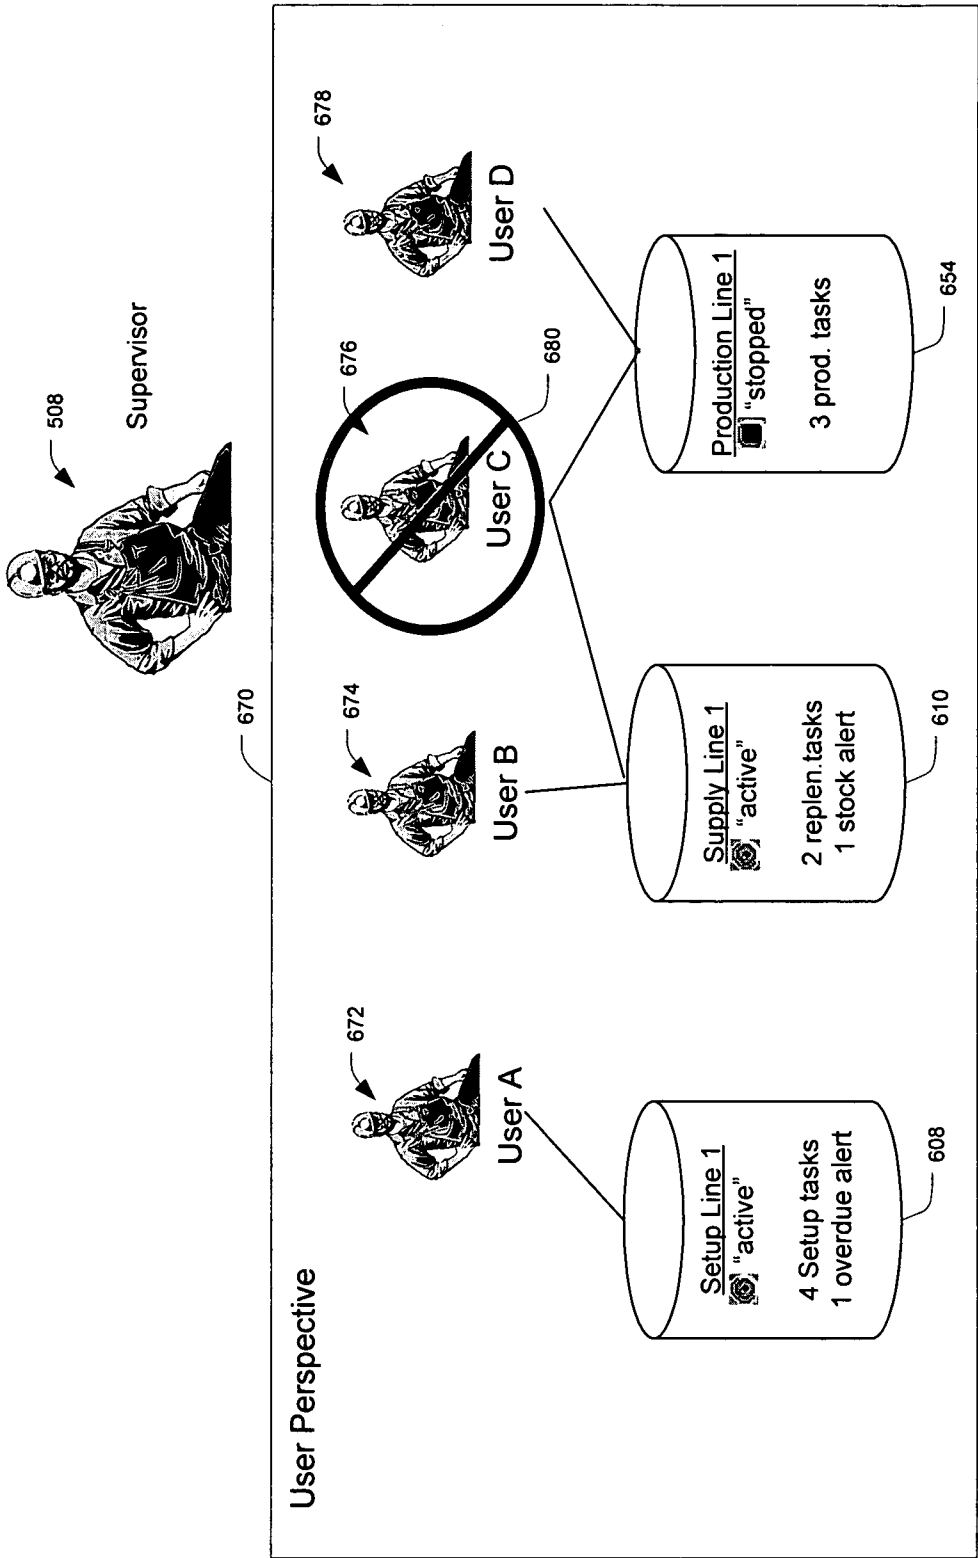 508
Supervisor
670
User Perspective
672
User A
674
User B
676
User C
680
678
User D
Setup Line 1
“active”
4 Setup tasks
1 overdue alert
608
Supply Line 1
“active”
2 replen.tasks
1 stock alert
610
Production Line 1
“stopped”
3 prod. tasks
654